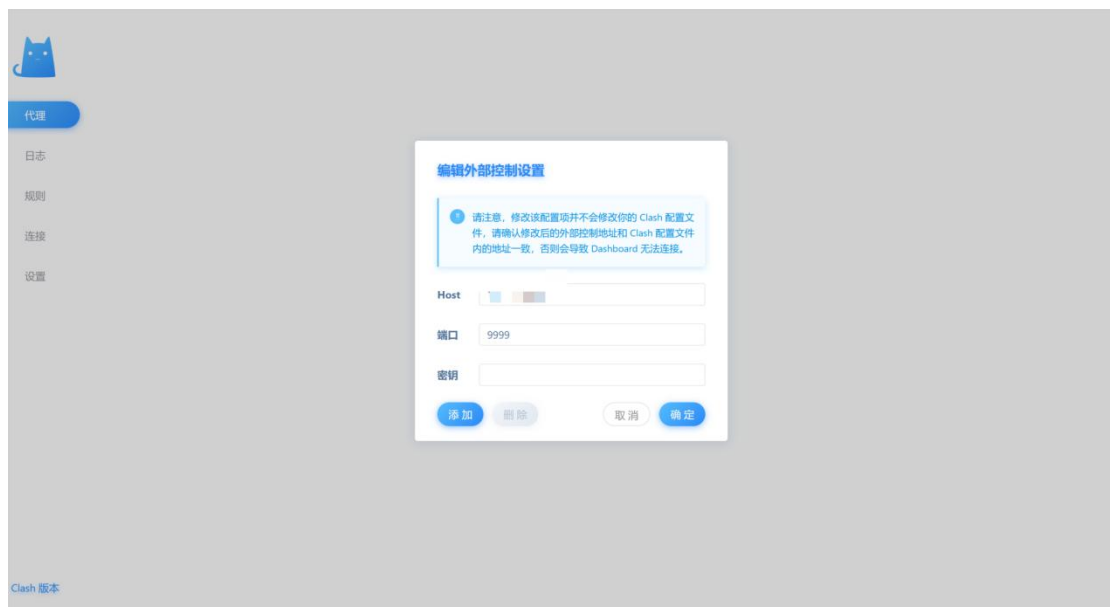 代理
日志
规则
连接
设置
编辑外部控制设置
请注意，修改该配置项并不会修改你的 Clash 配置文
件，请确认修改后的外部控制地址和 Clash 配置文件
内的地址一致，否则会导致 Dashboard 无法连接。
Host
端口 9999
密钥
添加 删除 取消 确定
Clash 版本